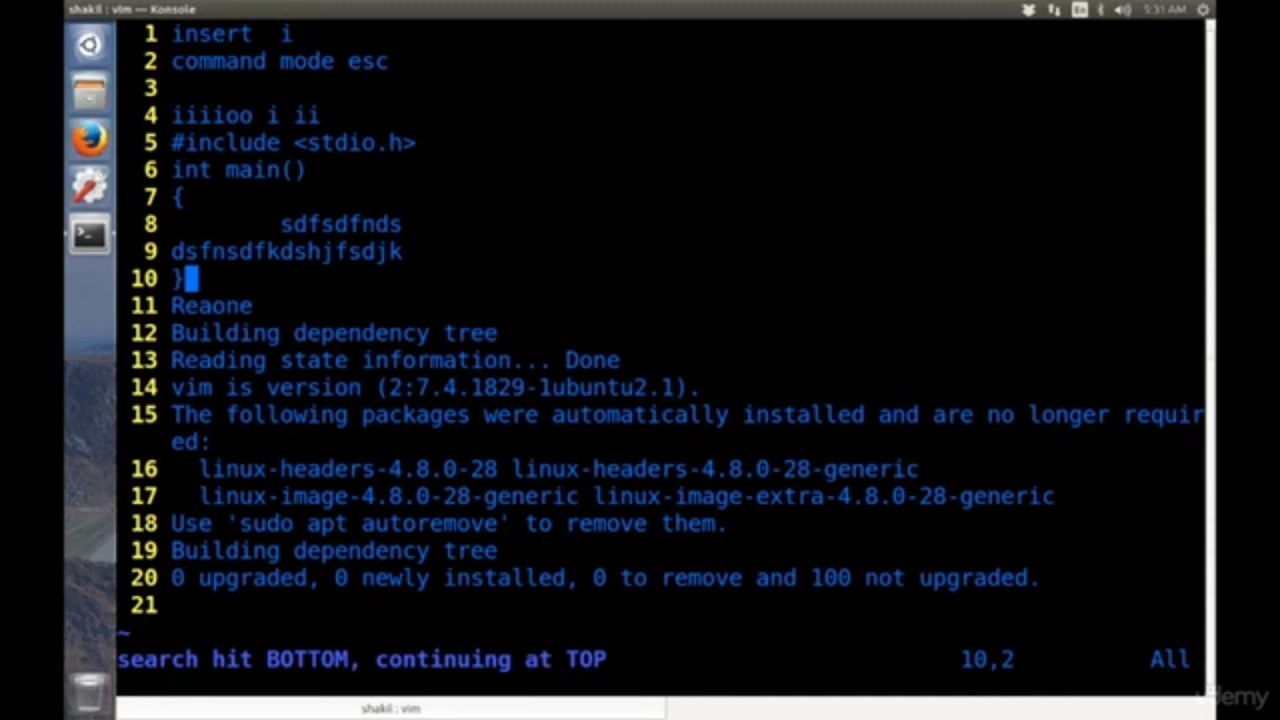 shakil : vim — Konsole
En
5:31 AM
1 insert  i
2 command mode esc
3
4 iiiioo i ii
5 #include <stdio.h>
6 int main()
7 {
8         sdfsdfnds
9 dsfnsdfkdshjfsdjk
10 }
11 Reaone
12 Building dependency tree
13 Reading state information... Done
14 vim is version (2:7.4.1829-1ubuntu2.1).
15 The following packages were automatically installed and are no longer requir
ed:
16   linux-headers-4.8.0-28 linux-headers-4.8.0-28-generic
17   linux-image-4.8.0-28-generic linux-image-extra-4.8.0-28-generic
18 Use 'sudo apt autoremove' to remove them.
19 Building dependency tree
20 0 upgraded, 0 newly installed, 0 to remove and 100 not upgraded.
21
~
search hit BOTTOM, continuing at TOP 10,2 All
shakil : vim
udemy